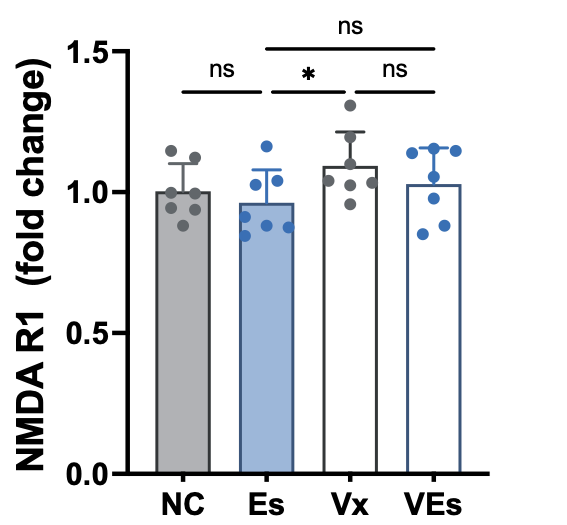 ns
ns * ns
1.5
1.0
0.5
0.0
NMDA R1 (fold change)
NC Es Vx VEs